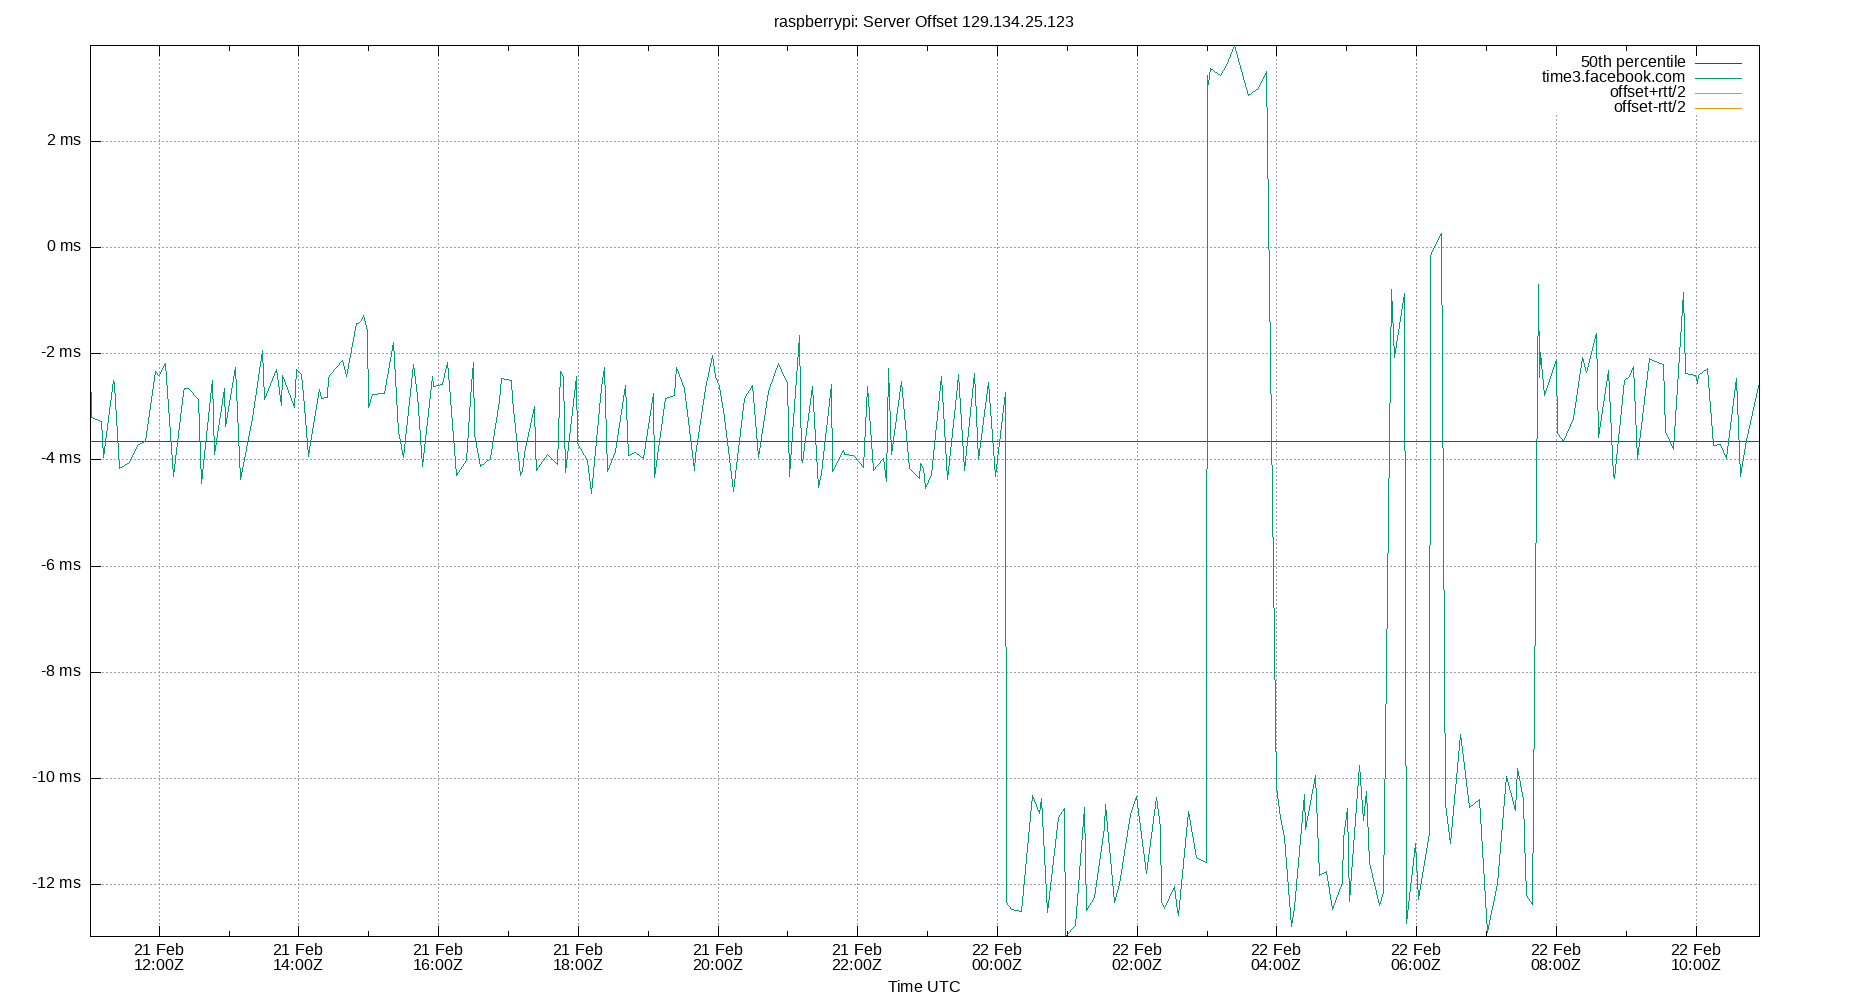 raspberrypi: Server Offset 129.134.25.123
50th percentile
time3.facebook.com
offset+rtt/2
offset-rtt/2
2 ms
0 ms
-2 ms
-4 ms
-6 ms
-8 ms
-10 ms
-12 ms
21 Feb 21 Feb 21 Feb 21 Feb 21 Feb 21 Feb 22 Feb 22 Feb 22 Feb 22 Feb 22 Feb 22 Feb
12:00Z 14:00Z 16:00Z 18:00Z 20:00Z 22:00Z 00:00Z 02:00Z 04:00Z 06:00Z 08:00Z 10:00Z
Time UTC